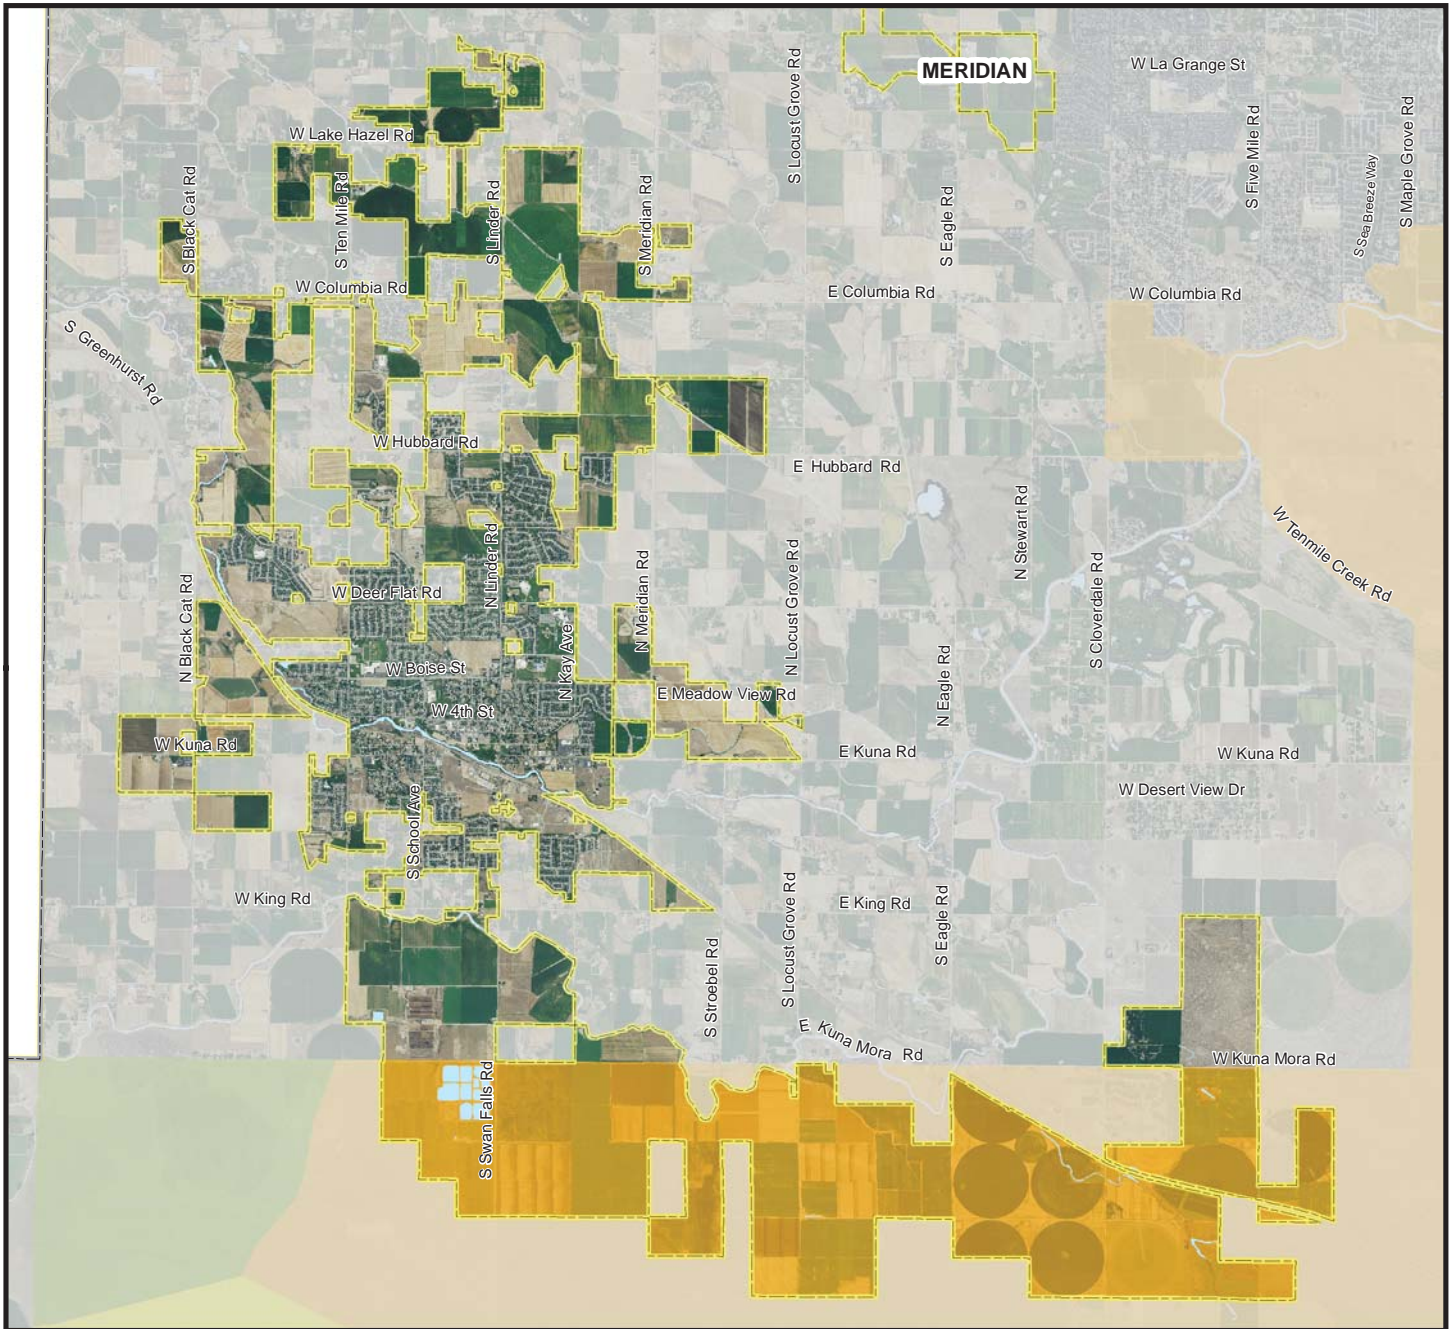 W La Grange St
MERIDIAN
S Locust Grove Rd
S Five Mile Rd
S Maple Grove Rd
W Lake Hazel Rd
S Black Cat Rd
S Ten Mile Rd
S Linder Rd
S Meridian Rd
S Eagle Rd
S Sea Breeze Way
W Columbia Rd
E Columbia Rd
W Columbia Rd
S Greenhurst Rd
W Hubbard Rd
E Hubbard Rd
N Stewart Rd
W Tenmile Creek Rd
N Linder Rd
N Black Cat Rd
W Deer Flat Rd
N Meridian Rd
N Locust Grove Rd
S Cloverdale Rd
N Kay Ave
W Boise St
N Eagle Rd
E Meadow View Rd
W 4th St
W Kuna Rd
E Kuna Rd
W Kuna Rd
W Desert View Dr
S School Ave
W King Rd
S Locust Grove Rd
E King Rd
S Eagle Rd
S Stroebel Rd
E Kuna Mora Rd
W Kuna Mora Rd
S Swan Falls Rd